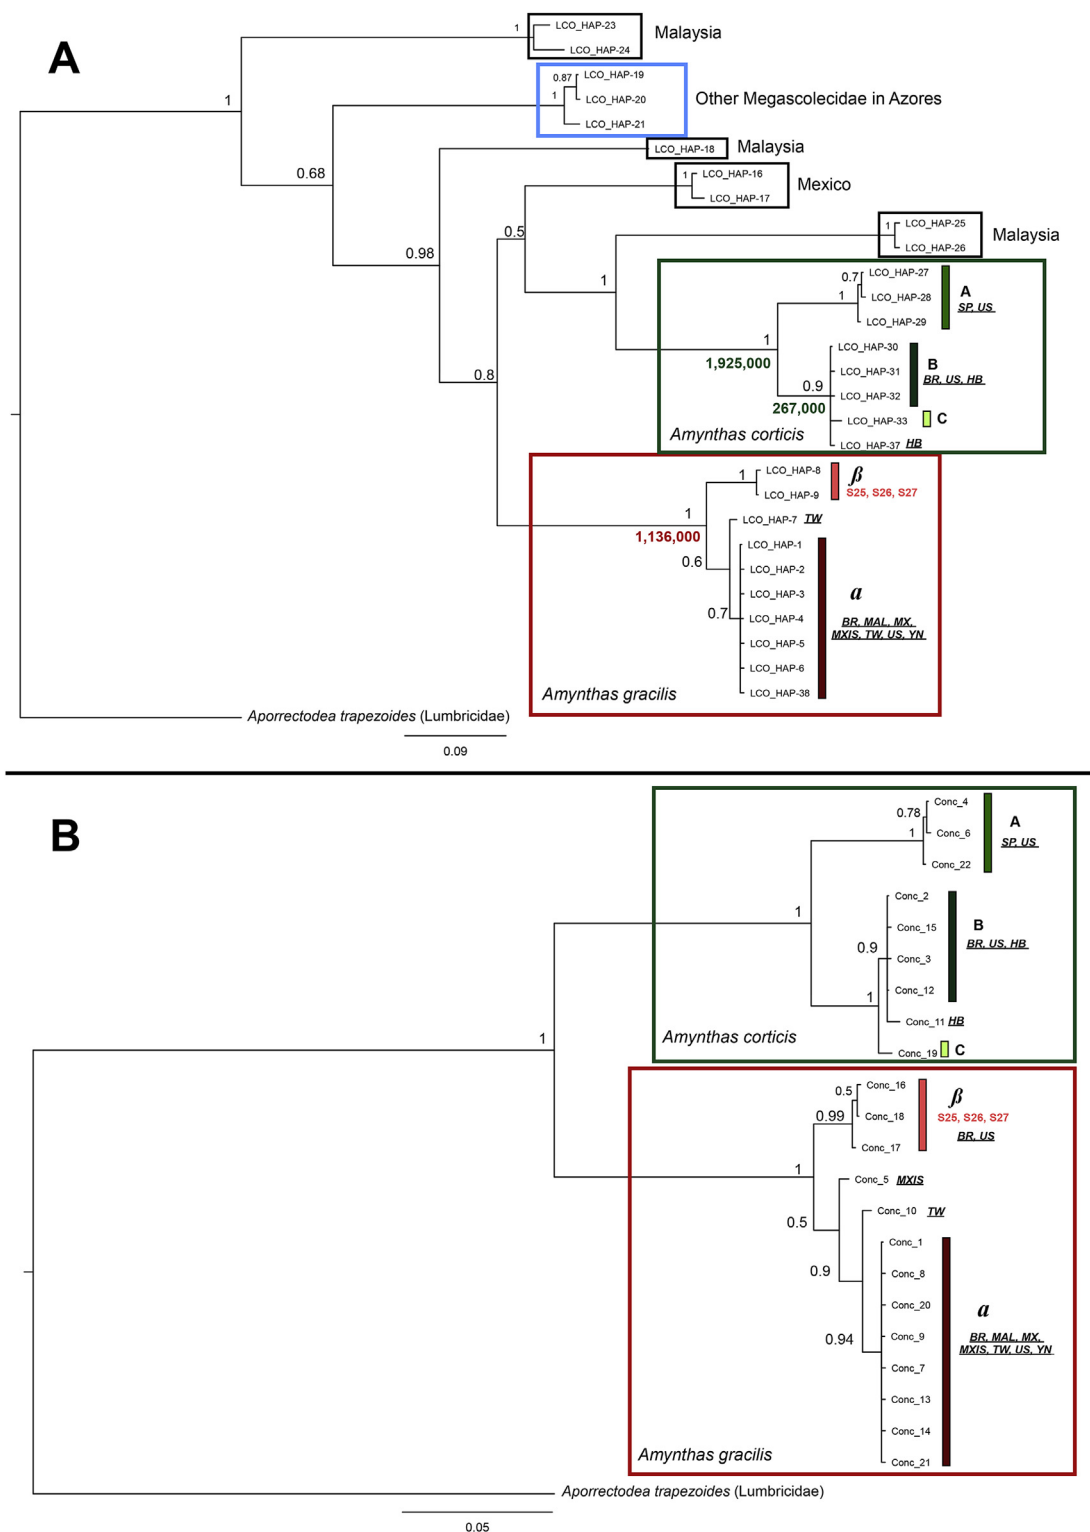 A
1
LCO_HAP-23
LCO_HAP-24
Malaysia
0.87
LCO_HAP-19
1
LCO_HAP-20
LCO_HAP-21
Other Megascolecidae in Azores
1
LCO_HAP-18
Malaysia
0.68
1
LCO_HAP-16
LCO_HAP-17
Mexico
0.5
1
LCO_HAP-25
LCO_HAP-26
Malaysia
0.98
1
0.7
LCO_HAP-27
1
LCO_HAP-28
LCO_HAP-29
A
SP, US
1
1,925,000
LCO_HAP-30
LCO_HAP-31
0.9
LCO_HAP-32
B
BR, US, HB
267,000
LCO_HAP-33
C
Amynthas corticis
LCO_HAP-37 HB
0.8
1
LCO_HAP-8
LCO_HAP-9
ß
S25, S26, S27
1
1,136,000
LCO_HAP-7 TW
LCO_HAP-1
0.6
LCO_HAP-2
LCO_HAP-3
0.7
LCO_HAP-4
LCO_HAP-5
LCO_HAP-6
LCO_HAP-38
a
BR, MAL, MX,
MXIS, TW, US, YN
Amynthas gracilis
Aporrectodea trapezoides (Lumbricidae)
0.09
B
0.78
Conc_4
1
Conc_6
Conc_22
A
SP, US
1
Conc_2
Conc_15
0.9
Conc_3
Conc_12
B
BR, US, HB
1
Conc_11 HB
Conc_19
C
Amynthas corticis
1
0.5
Conc_16
0.99
Conc_18
Conc_17
ß
S25, S26, S27
BR, US
1
Conc_5 MXIS
0.5
Conc_10 TW
Conc_1
0.9
Conc_8
Conc_20
0.94
Conc_9
Conc_7
Conc_13
Conc_14
Conc_21
a
BR, MAL, MX,
MXIS, TW, US, YN
Amynthas gracilis
Aporrectodea trapezoides (Lumbricidae)
0.05